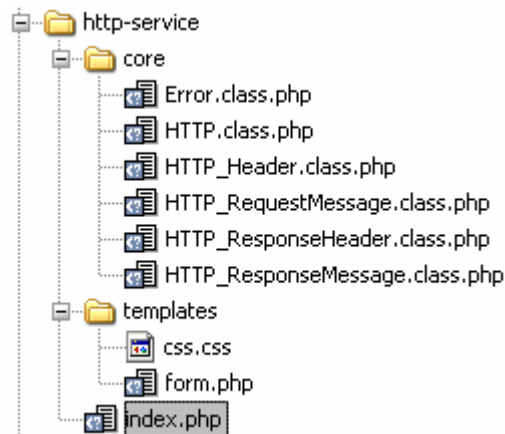 http-service
core
Error.class.php
HTTP.class.php
HTTP_Header.class.php
HTTP_RequestMessage.class.php
HTTP_ResponseHeader.class.php
HTTP_ResponseMessage.class.php
templates
css.css
form.php
index.php